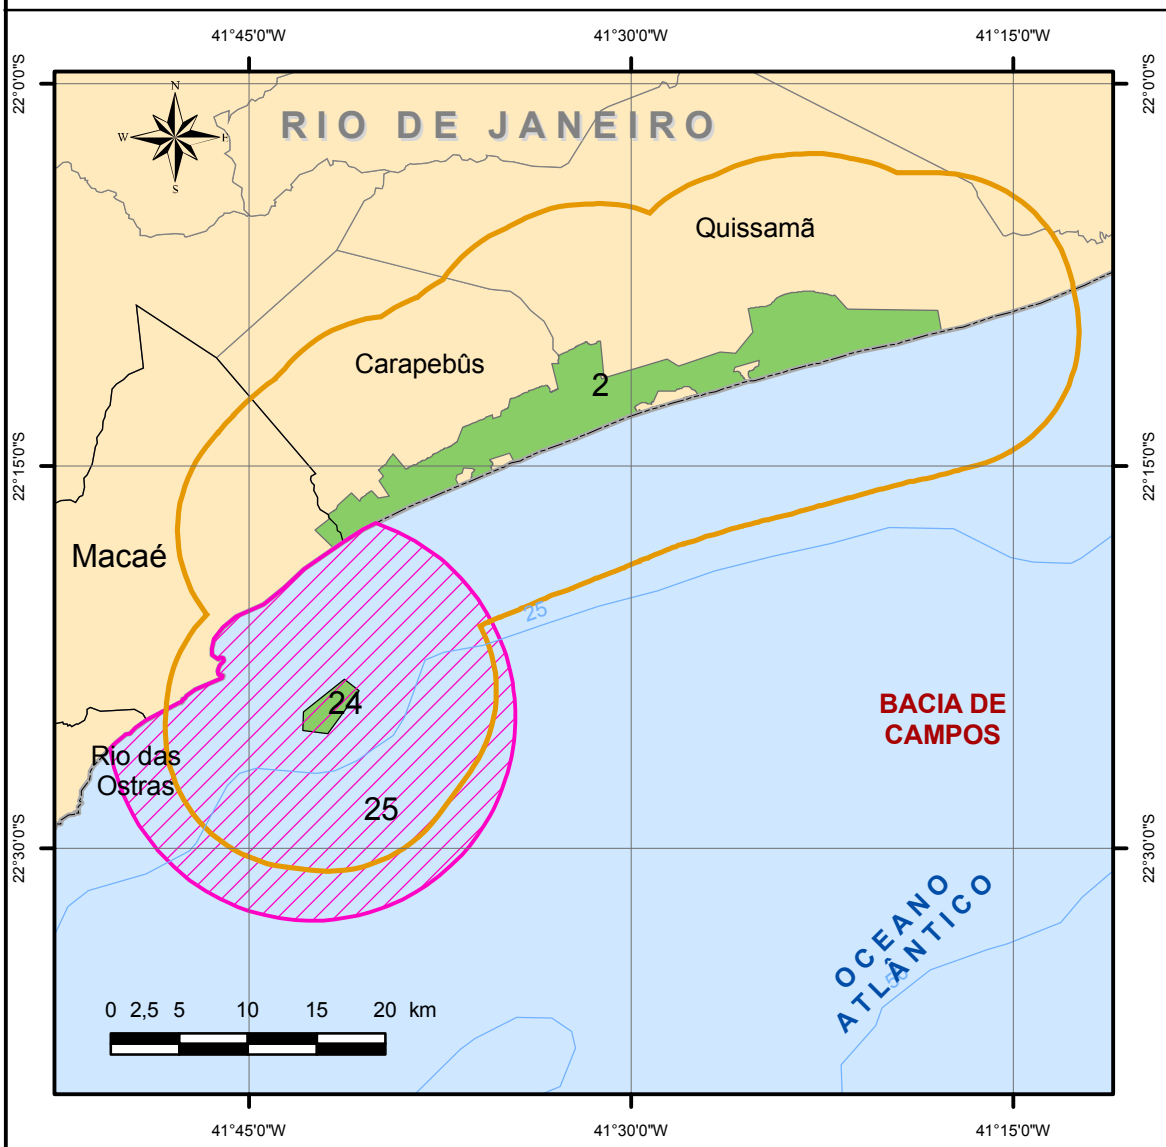 41°45'0"W
41°30'0"W
41°15'0"W
22°0'0"S
22°0'0"S
N
W
E
S
RIO DE JANEIRO
Quissamã
Carapebûs
2
22°15'0"S
22°15'0"S
Macaé
25
24
BACIA DE
CAMPOS
Rio das
Ostras
25
22°30'0"S
22°30'0"S
OCEANO
ATLÂNTICO
50
0 2,5 5 10 15 20 km
41°45'0"W
41°30'0"W
41°15'0"W